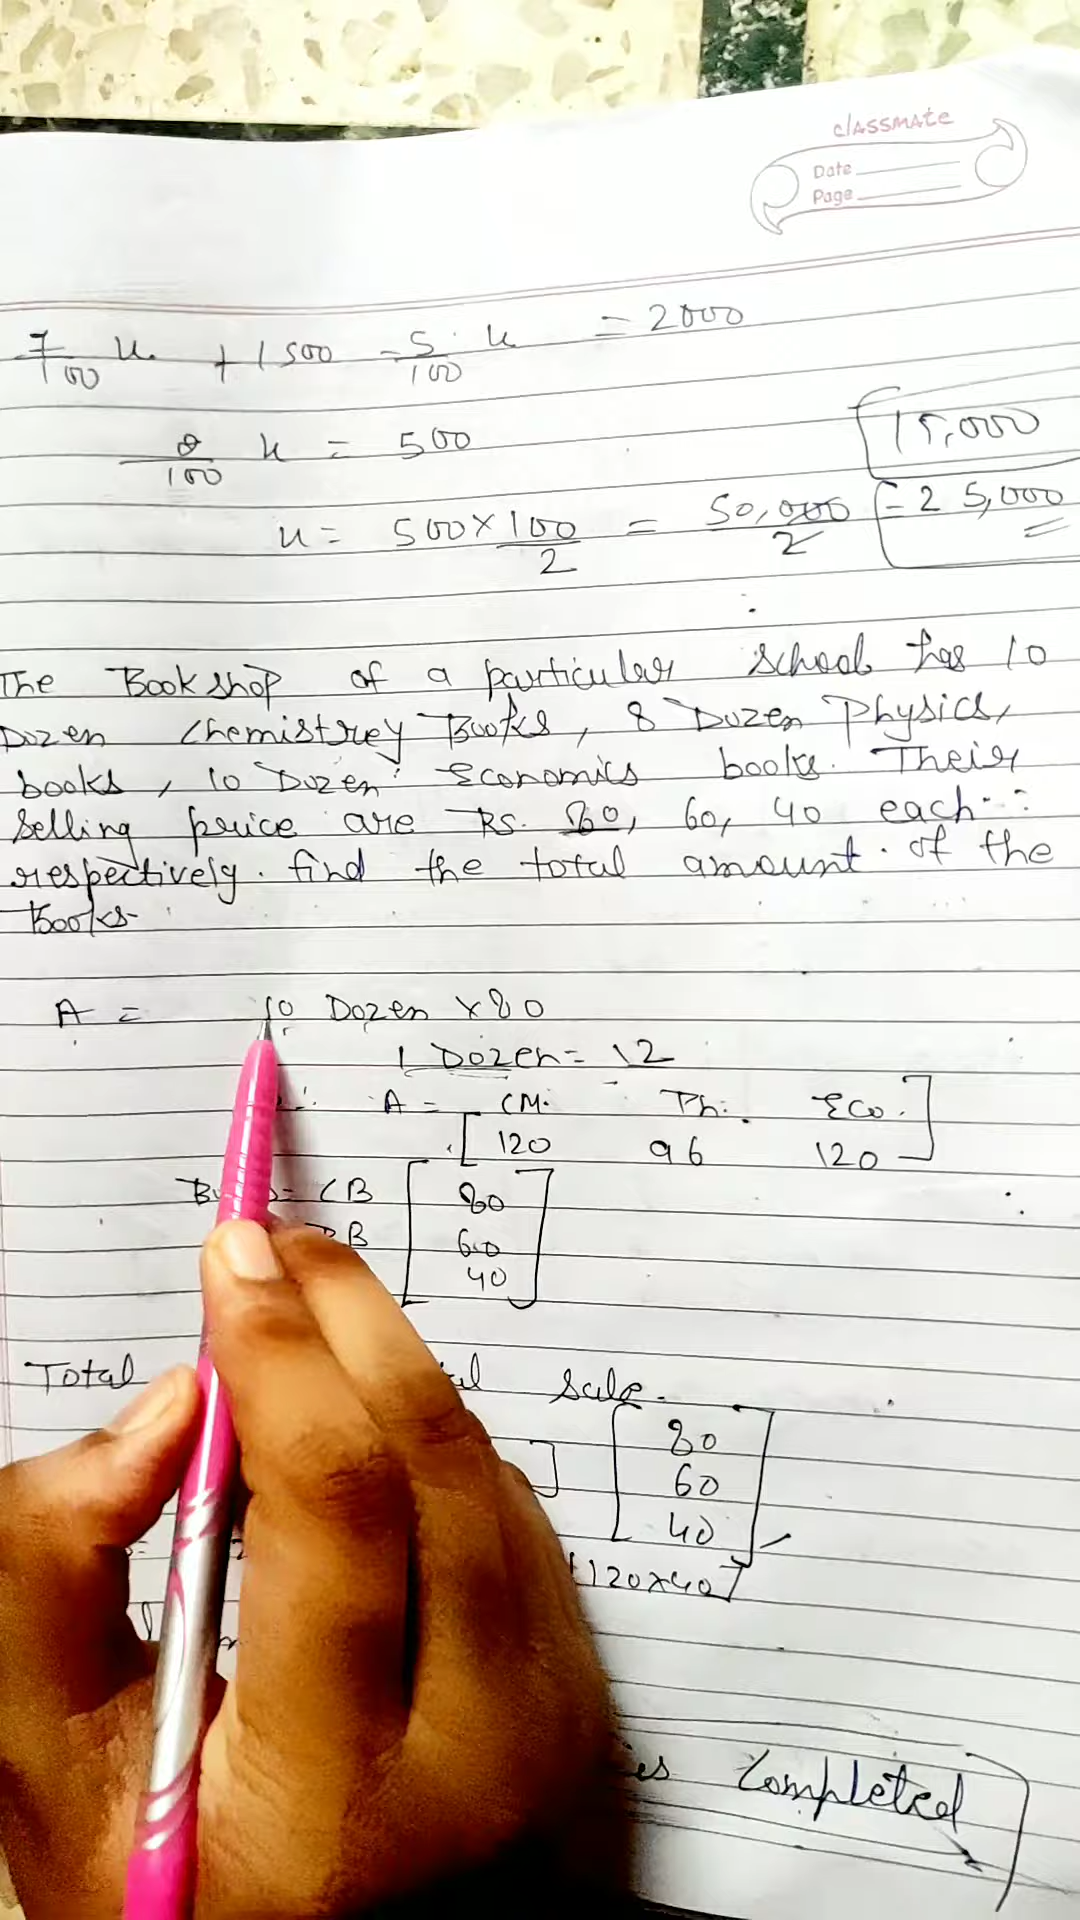 classmate
Date
Page
7/100 x + 1500 - 5/100 x = 2000
2/100 x = 500
15,000
x = 500 × 100/2 = 50,000/2 = 25,000
The Bookshop of a particular school has 10
Dozen Chemistrey Books, 8 Dozen Physics,
books, 10 Dozen Economics books. Their
Selling price are Rs. 80, 60, 40 each
respectively. find the total amount of the
Books
A = 10 Dozen × 80
1 Dozen = 12
A = CM. Ph. Eco.
[120 96 120]
= CB [80
BB 60
40]
Total Sale
[80
60
40]
120×40]
Completed